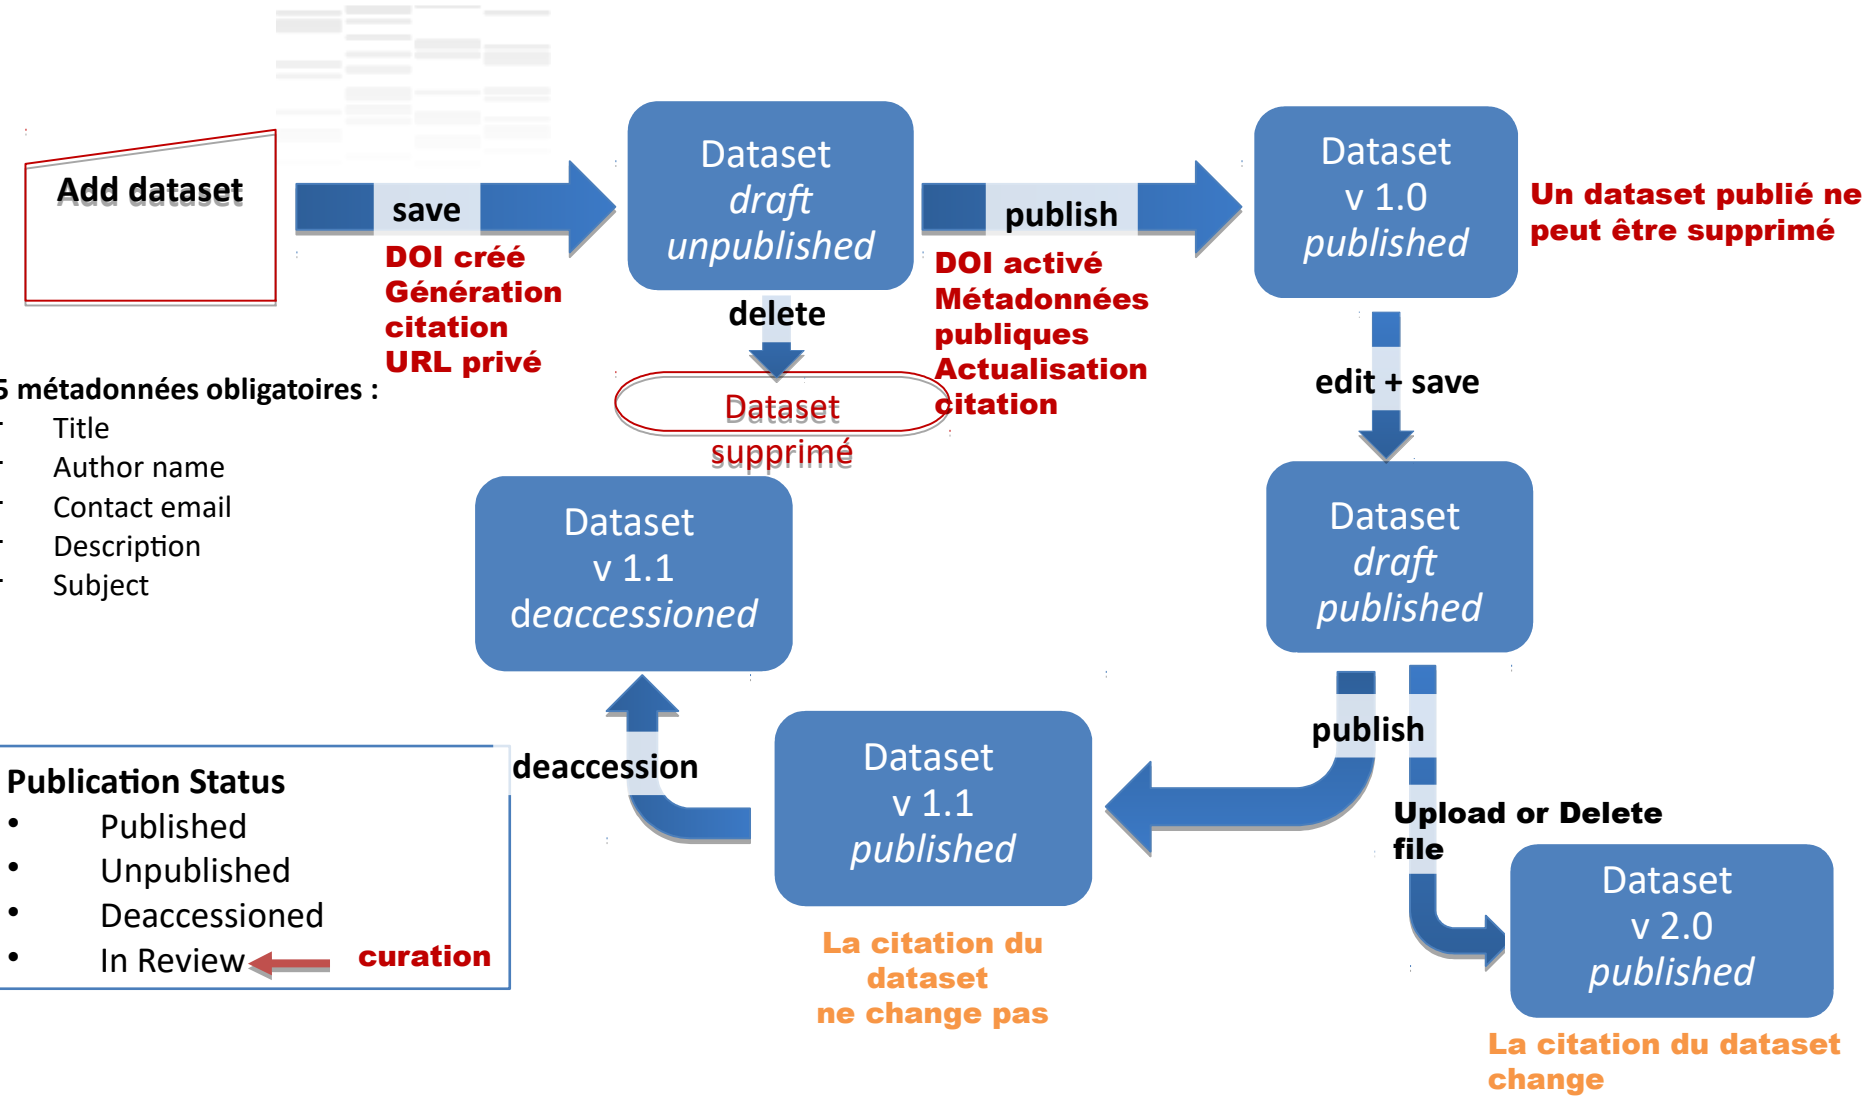 Add dataset
save
DOI créé
Génération
citation
URL privé
Dataset
draft
unpublished
publish
DOI activé
Métadonnées
publiques
Actualisation
citation
Dataset
v 1.0
published
Un dataset publié ne
peut être supprimé
delete
Dataset
supprimé
edit + save
5 métadonnées obligatoires :
- Title
- Author name
- Contact email
- Description
- Subject
Dataset
v 1.1
deaccessioned
Dataset
draft
published
publish
deaccession
Dataset
v 1.1
published
Upload or Delete
file
Dataset
v 2.0
published
La citation du
dataset
ne change pas
La citation du dataset
change
Publication Status
• Published
• Unpublished
• Deaccessioned
• In Review
curation